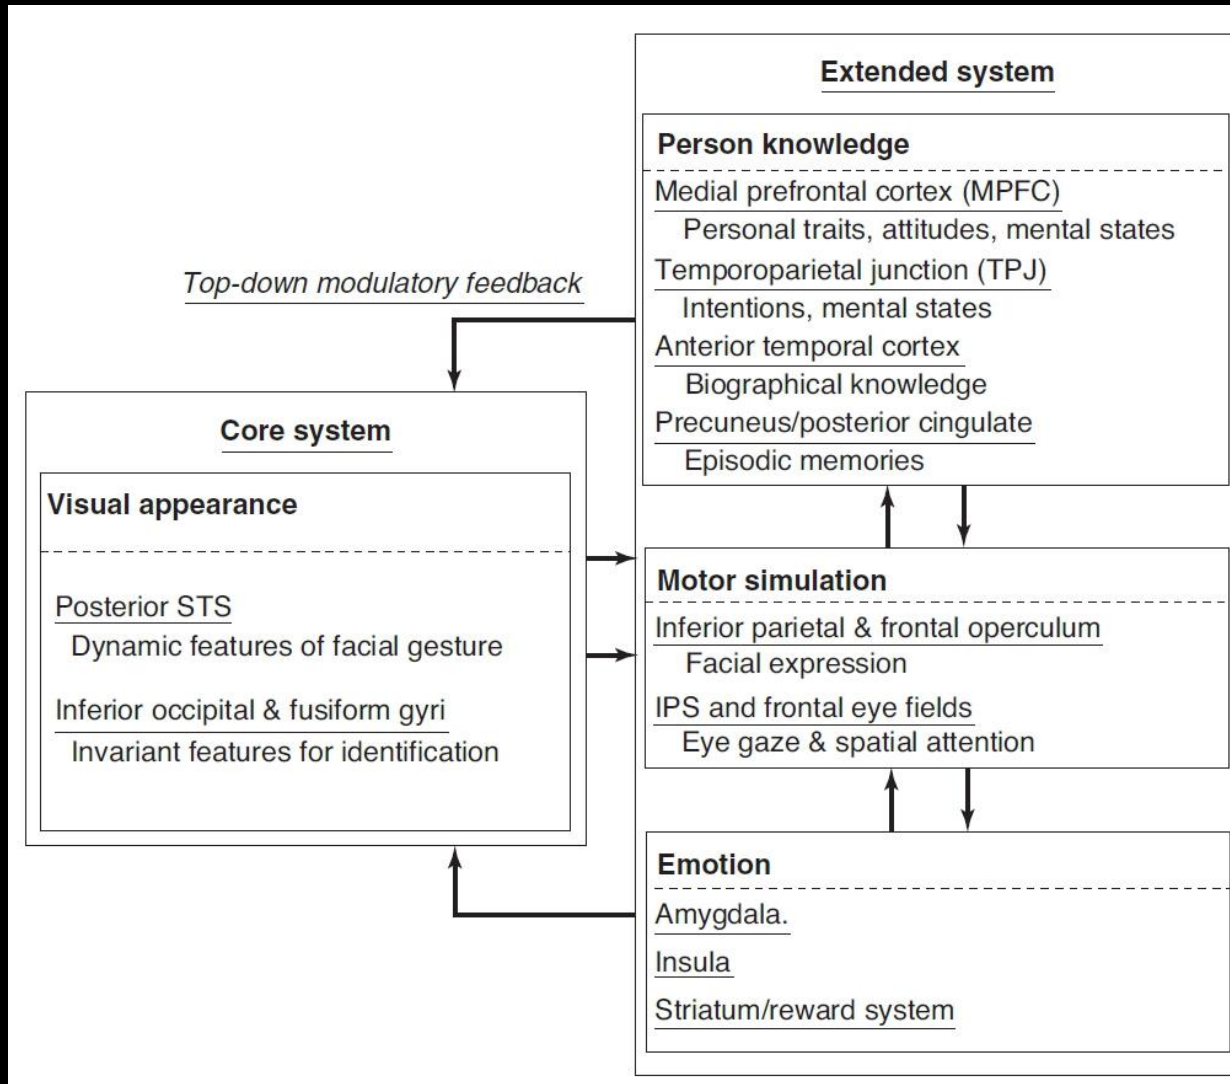 Extended system
Person knowledge
Medial prefrontal cortex (MPFC)
Personal traits, attitudes, mental states
Temporoparietal junction (TPJ)
Intentions, mental states
Anterior temporal cortex
Biographical knowledge
Precuneus/posterior cingulate
Episodic memories
Top-down modulatory feedback
Core system
Visual appearance
Posterior STS
Dynamic features of facial gesture
Inferior occipital & fusiform gyri
Invariant features for identification
Motor simulation
Inferior parietal & frontal operculum
Facial expression
IPS and frontal eye fields
Eye gaze & spatial attention
Emotion
Amygdala.
Insula
Striatum/reward system